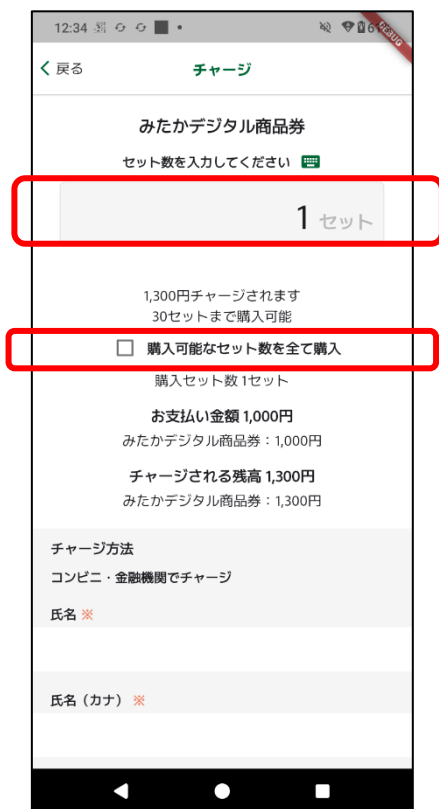 12:34
DEBUG
戻る
チャージ
みたかデジタル商品券
セット数を入力してください
1 セット
1,300円チャージされます
30セットまで購入可能
購入可能なセット数を全て購入
購入セット数 1セット
お支払い金額 1,000円
みたかデジタル商品券：1,000円
チャージされる残高 1,300円
みたかデジタル商品券：1,300円
チャージ方法
コンビニ・金融機関でチャージ
氏名 ※
氏名（カナ） ※